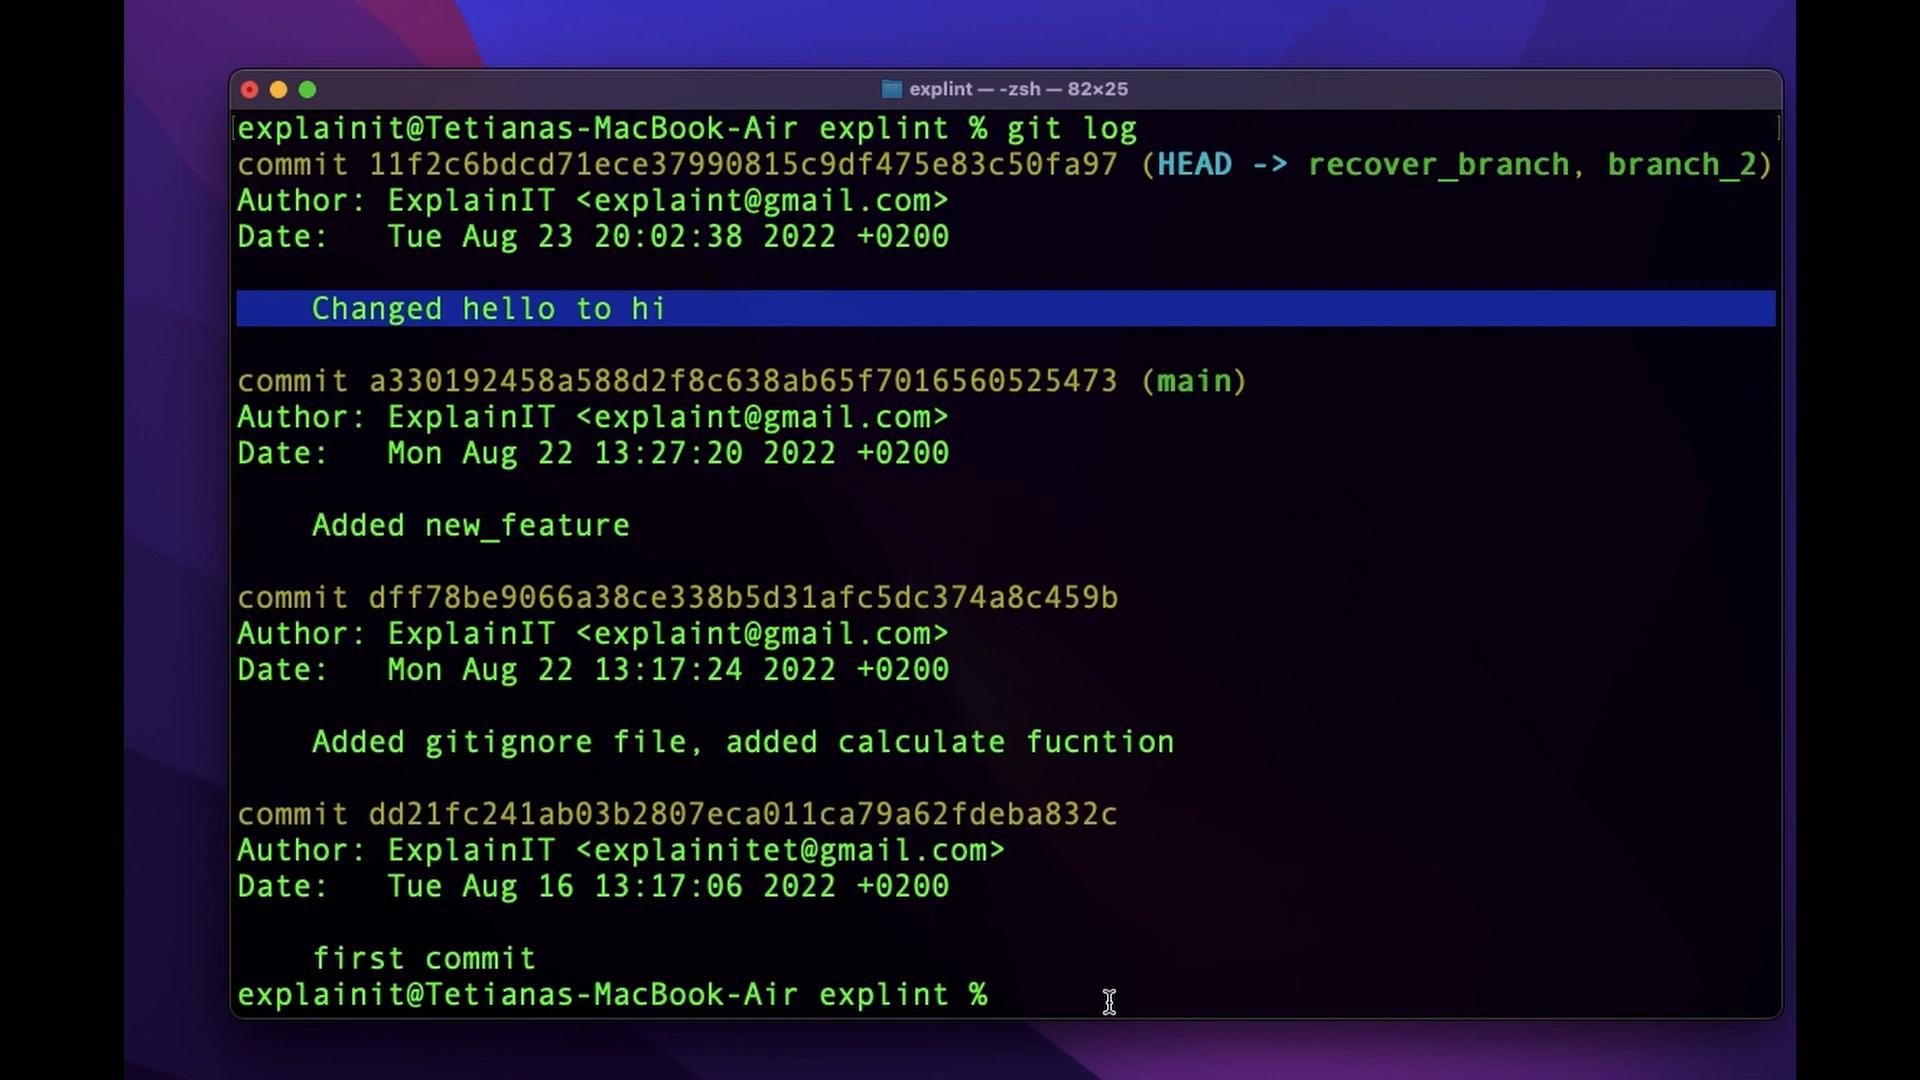 explint — -zsh — 82×25
explainit@Tetianas-MacBook-Air explint % git log
commit 11f2c6bdcd71ece37990815c9df475e83c50fa97 (HEAD -> recover_branch, branch_2)
Author: ExplainIT <explaint@gmail.com>
Date:   Tue Aug 23 20:02:38 2022 +0200
    Changed hello to hi
commit a330192458a588d2f8c638ab65f7016560525473 (main)
Author: ExplainIT <explaint@gmail.com>
Date:   Mon Aug 22 13:27:20 2022 +0200
    Added new_feature
commit dff78be9066a38ce338b5d31afc5dc374a8c459b
Author: ExplainIT <explaint@gmail.com>
Date:   Mon Aug 22 13:17:24 2022 +0200
    Added gitignore file, added calculate fucntion
commit dd21fc241ab03b2807eca011ca79a62fdeba832c
Author: ExplainIT <explainitet@gmail.com>
Date:   Tue Aug 16 13:17:06 2022 +0200
    first commit
explainit@Tetianas-MacBook-Air explint %